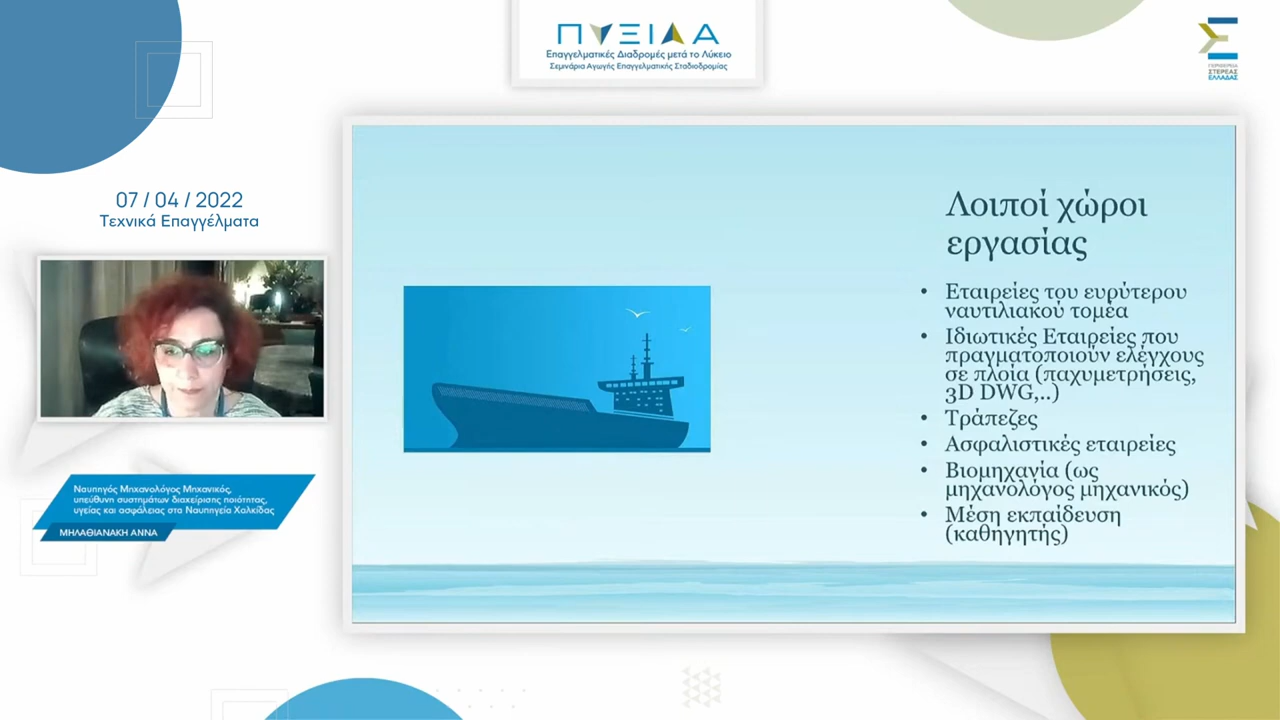 ΠΥΞΙΔΑ
Επαγγελματικές Διαδρομές μετά το Λύκειο
Σεμινάρια Αγωγής Επαγγελματικής Σταδιοδρομίας
ΠΕΡΙΦΕΡΕΙΑ
ΣΤΕΡΕΑΣ
ΕΛΛΑΔΑΣ
07 / 04 / 2022
Τεχνικά Επαγγέλματα
Ναυπηγός Μηχανολόγος Μηχανικός,
υπεύθυνη συστημάτων διαχείρισης ποιότητας,
υγείας και ασφάλειας στα Ναυπηγεία Χαλκίδας
ΜΗΛΑΘΙΑΝΑΚΗ ΑΝΝΑ
Λοιποί χώροι
εργασίας
• Εταιρείες του ευρύτερου
ναυτιλιακού τομέα
• Ιδιωτικές Εταιρείες που
πραγματοποιούν ελέγχους
σε πλοία (παχυμετρήσεις,
3D DWG,..)
• Τράπεζες
• Ασφαλιστικές εταιρείες
• Βιομηχανία (ως
μηχανολόγος μηχανικός)
• Μέση εκπαίδευση
(καθηγητής)